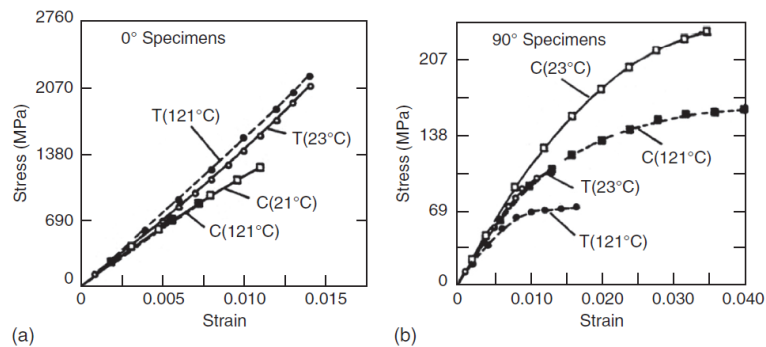 2760
0° Specimens
2070
T(121°C)
T(23°C)
1380
C(21°C)
690
C(121°C)
0
0 0.005 0.010 0.015
Strain
Stress (MPa)
(a)
90° Specimens
207
C(23°C)
138
C(121°C)
T(23°C)
69
T(121°C)
0
0 0.010 0.020 0.030 0.040
Strain
Stress (MPa)
(b)